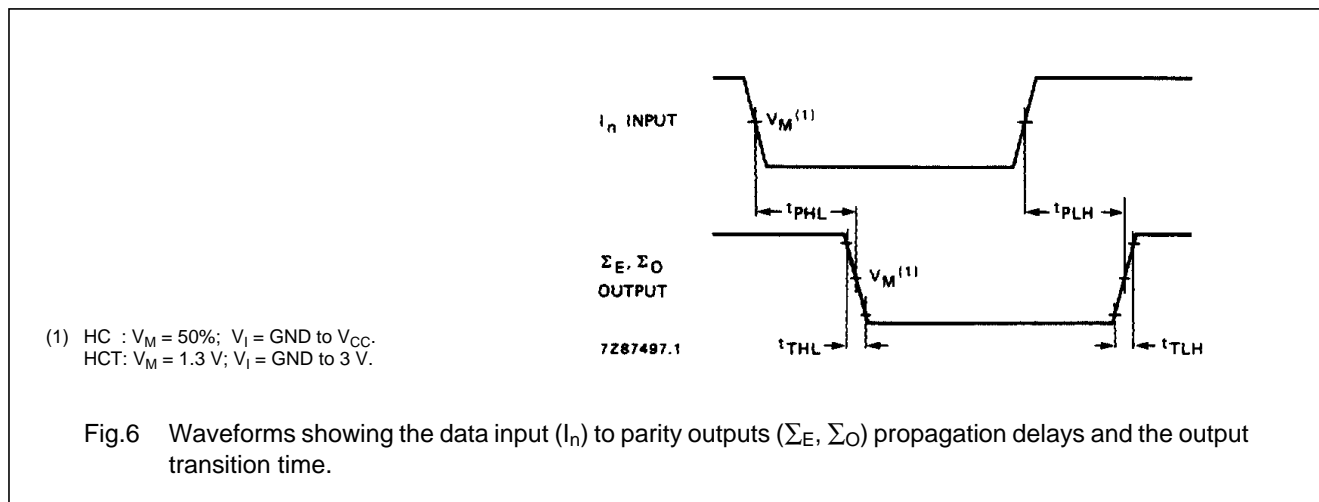 Iₙ INPUT
V_M (1)
t_PHL
t_PLH
Σ_E, Σ_O
OUTPUT
V_M (1)
7Z87497.1
t_THL
t_TLH
(1) HC : V_M = 50%; V_I = GND to V_CC.
HCT: V_M = 1.3 V; V_I = GND to 3 V.
Fig.6 Waveforms showing the data input (Iₙ) to parity outputs (Σ_E, Σ_O) propagation delays and the output
transition time.